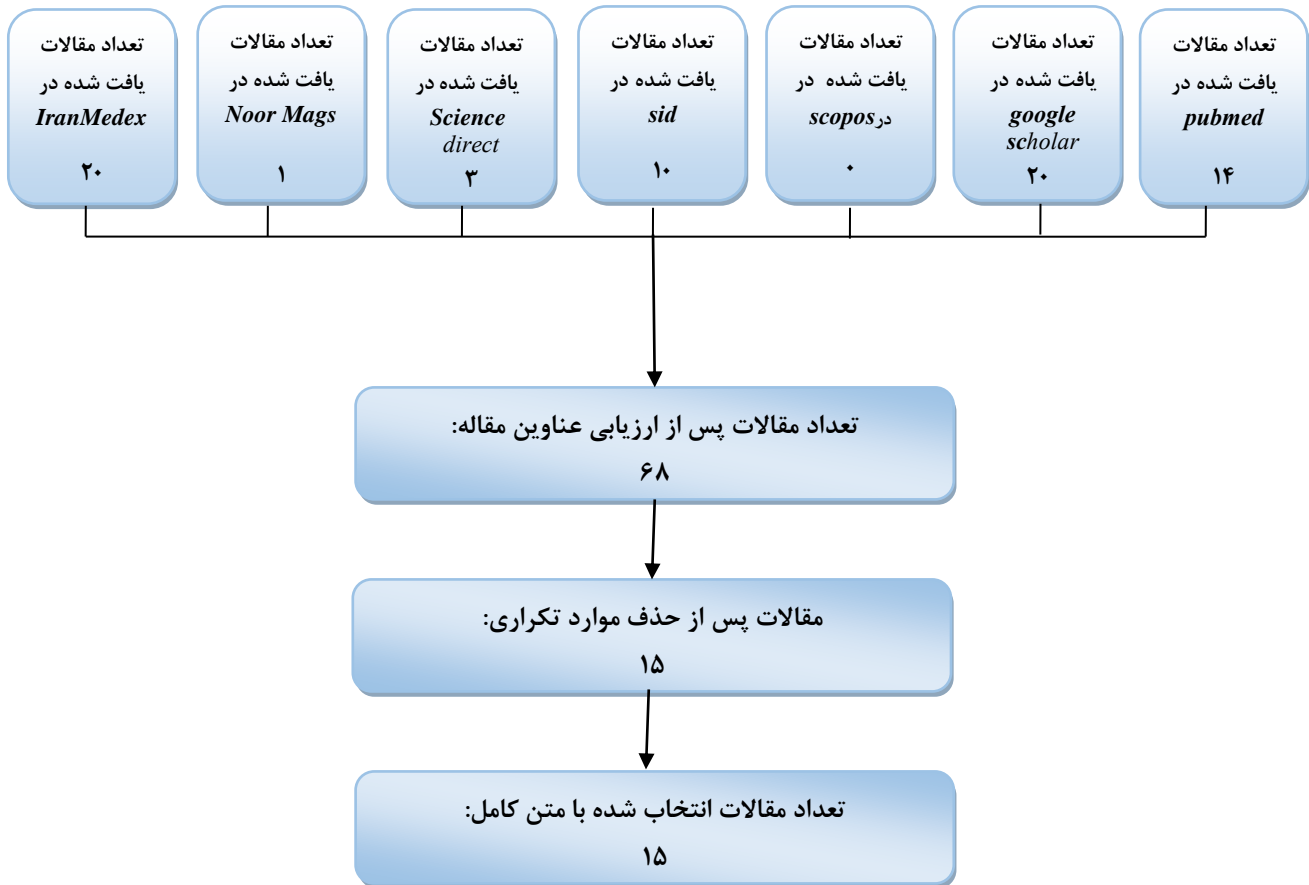 تعداد مقالات
یافت شده در
pubmed
۱۴
تعداد مقالات
یافت شده در
google
scholar
۲۰
تعداد مقالات
یافت شده در
درscopos
۰
تعداد مقالات
یافت شده در
sid
۱۰
تعداد مقالات
یافت شده در
Science
direct
۳
تعداد مقالات
یافت شده در
Noor Mags
۱
تعداد مقالات
یافت شده در
IranMedex
۲۰
تعداد مقالات پس از ارزیابی عناوین مقاله:
۶۸
مقالات پس از حذف موارد تکراری:
۱۵
تعداد مقالات انتخاب شده با متن کامل:
۱۵